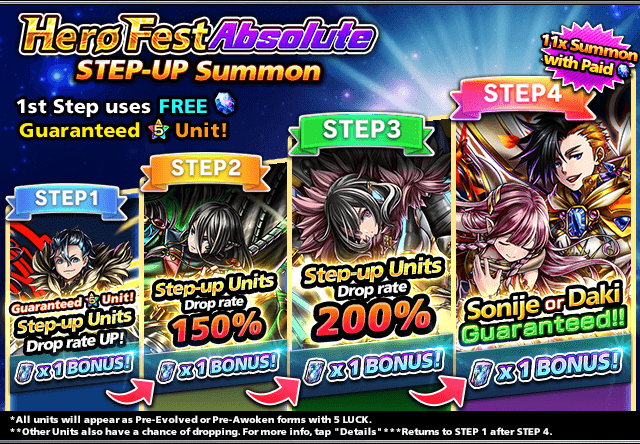 HeroFest Absolute
STEP-UP Summon
11x Summon
with Paid
1st Step uses FREE
Guaranteed 5 Unit!
STEP1
Guaranteed 5 Unit!
Step-up Units
Drop rate UP!
x 1 BONUS!
STEP2
Step-up Units
Drop rate
150%
x 1 BONUS!
STEP3
Step-up Units
Drop rate
200%
x 1 BONUS!
STEP4
Sonije or Daki
Guaranteed!!
x 1 BONUS!
*All units will appear as Pre-Evolved or Pre-Awoken forms with 5 LUCK.
**Other Units also have a chance of dropping. For more info, tap "Details" ***Returns to STEP 1 after STEP 4.